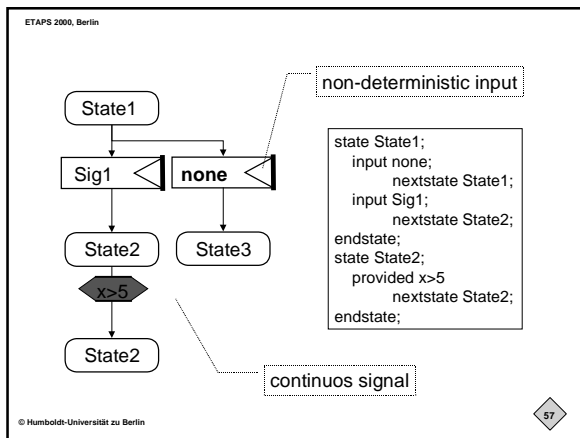 ETAPS 2000, Berlin
non-deterministic input
State1
Sig1
none
State2
State3
x>5
State2
continuos signal
state State1;
input none;
nextstate State1;
input Sig1;
nextstate State2;
endstate;
state State2;
provided x>5
nextstate State2;
endstate;
© Humboldt-Universität zu Berlin
57